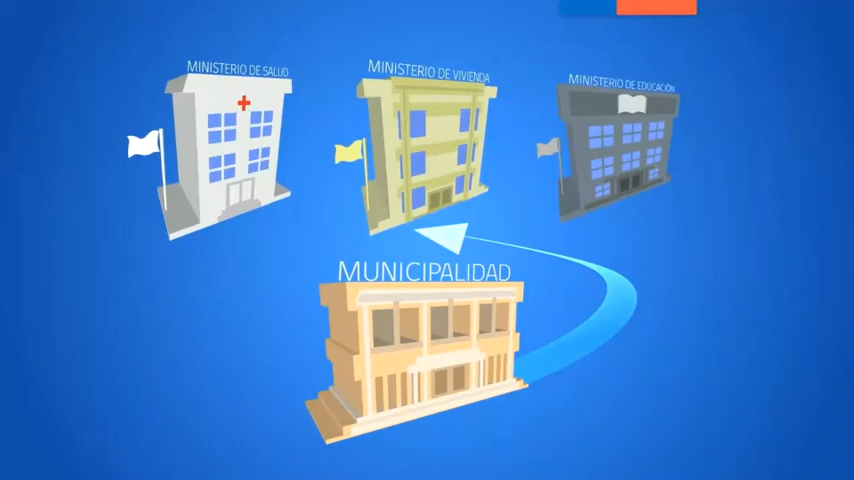 MINISTERIO DE SALUD
MINISTERIO DE VIVIENDA
MINISTERIO DE EDUCACIÓN
MUNICIPALIDAD